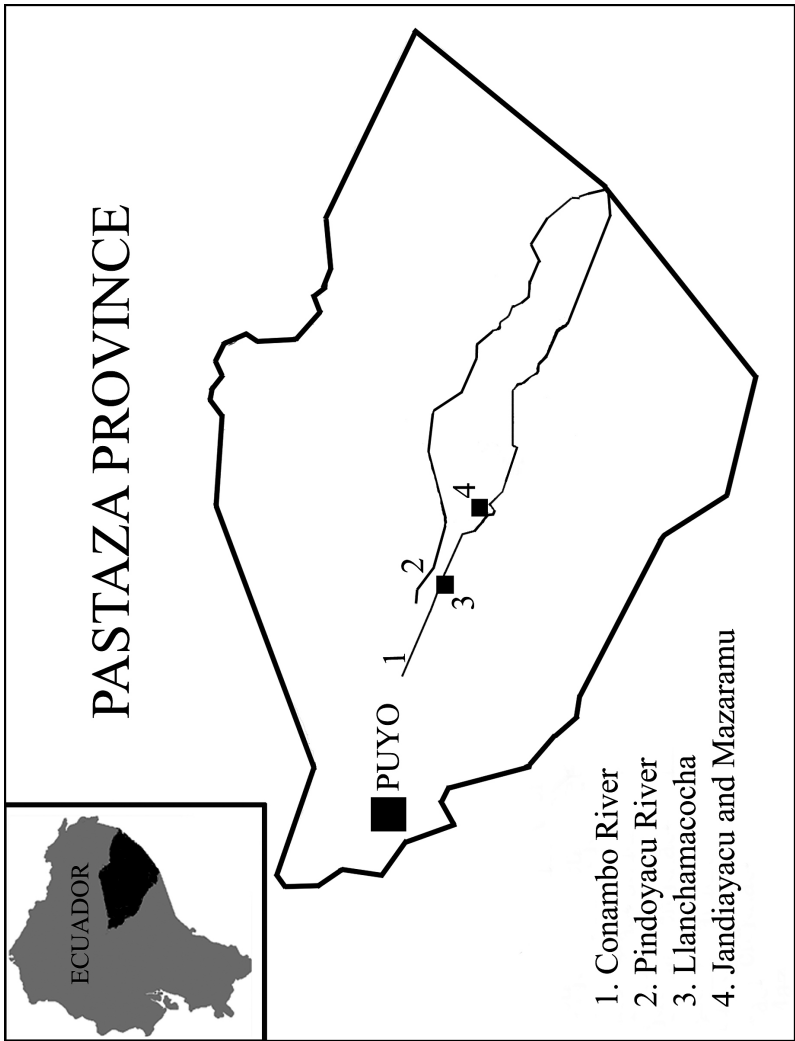 PASTAZA PROVINCE
ECUADOR
PUYO
1
2
3
4
1. Conambo River
2. Pindoyacu River
3. Llanchamacocha
4. Jandiayacu and Mazaramu